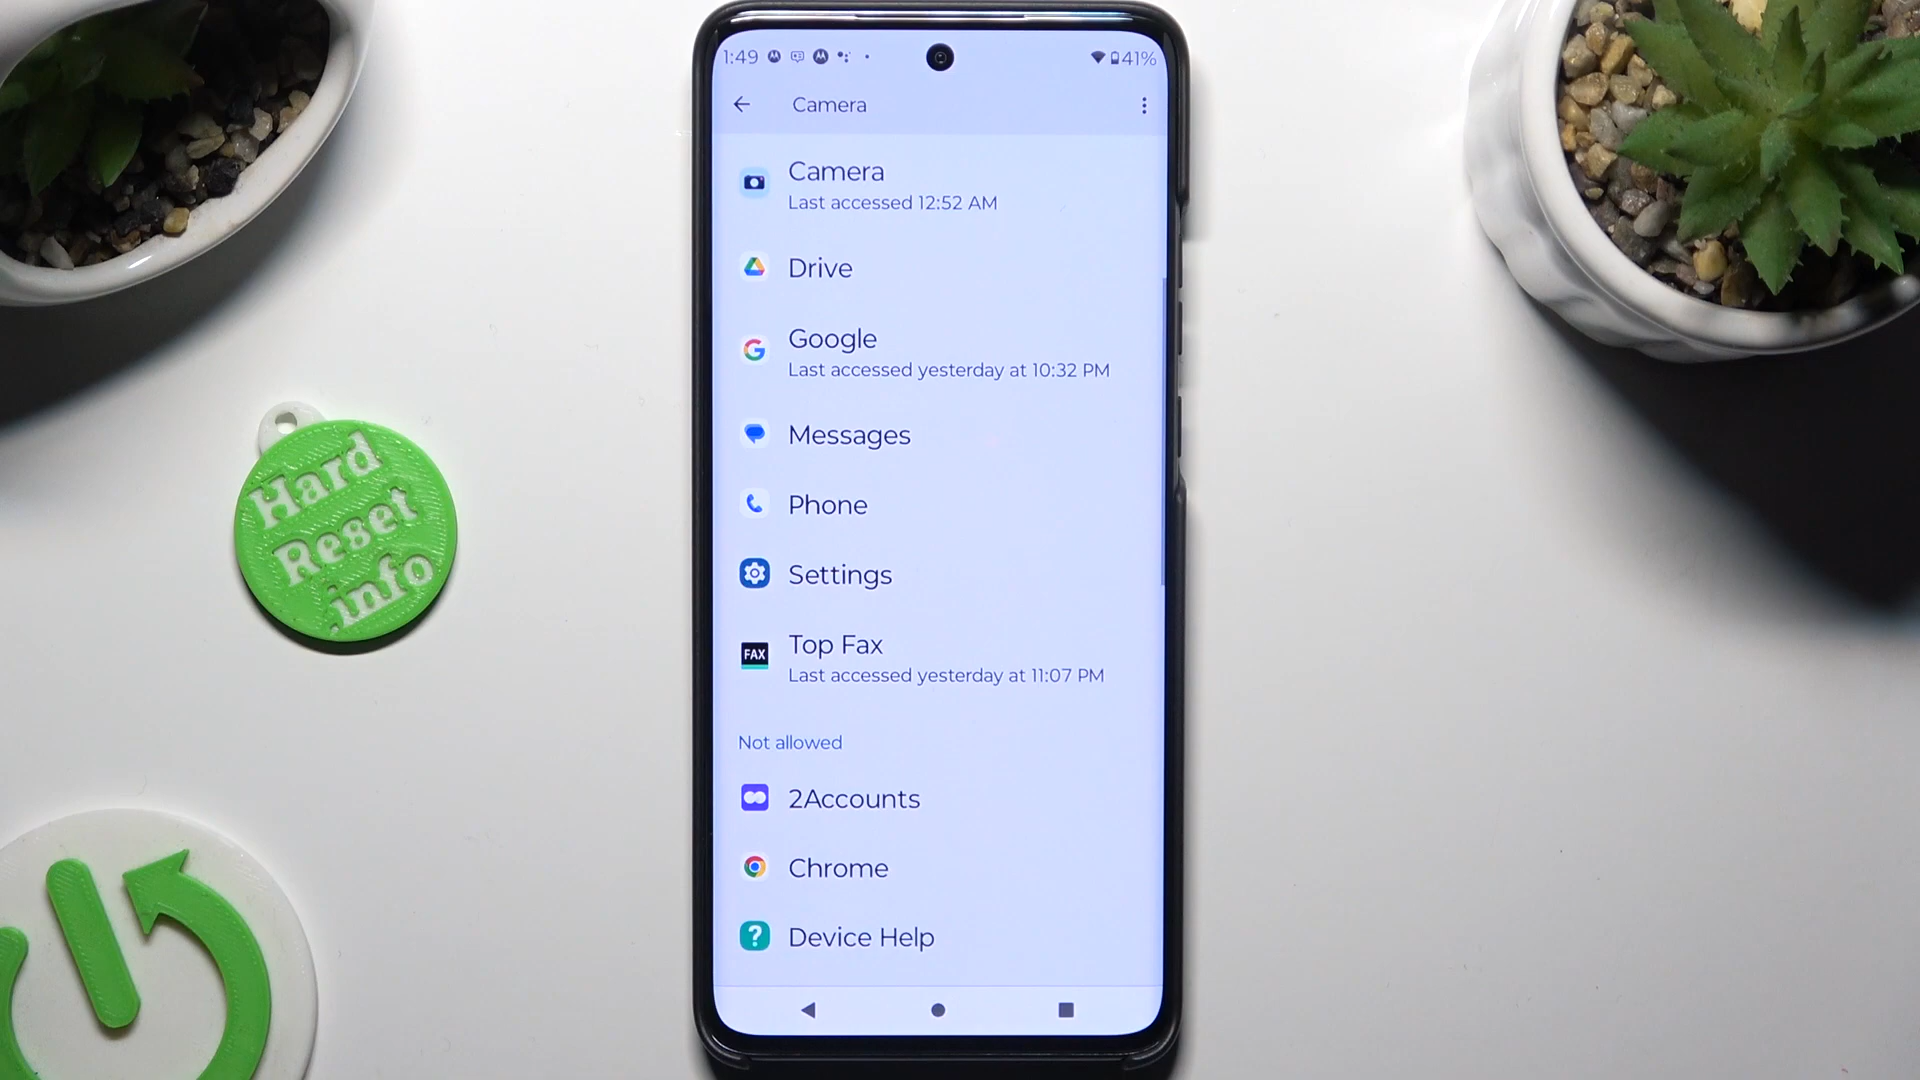 1:49
41%
Camera
Camera
Last accessed 12:52 AM
Drive
Google
Last accessed yesterday at 10:32 PM
Messages
Phone
Settings
FAX
Top Fax
Last accessed yesterday at 11:07 PM
Not allowed
2Accounts
Chrome
?
Device Help
Hard
Reset
.info